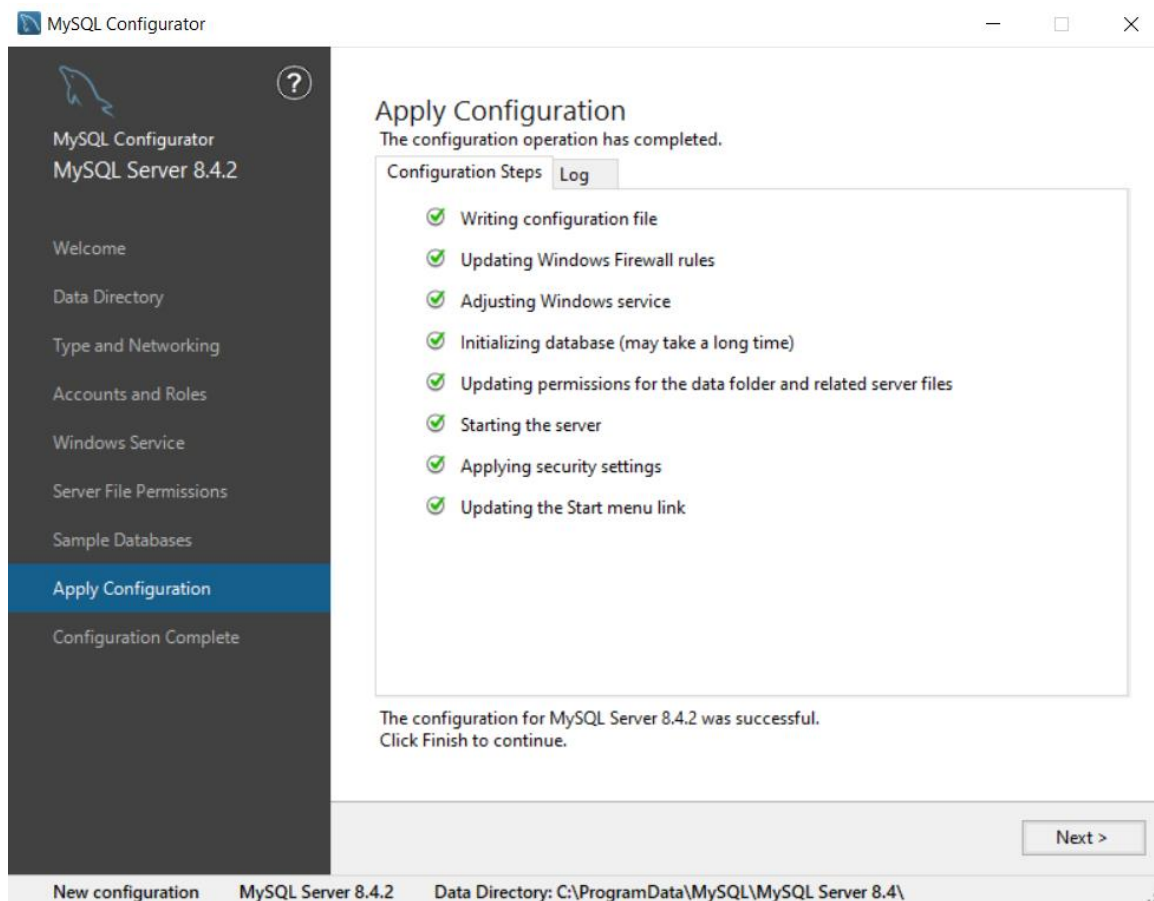 MySQL Configurator
?
MySQL Configurator
MySQL Server 8.4.2
Welcome
Data Directory
Type and Networking
Accounts and Roles
Windows Service
Server File Permissions
Sample Databases
Apply Configuration
Configuration Complete
Apply Configuration
The configuration operation has completed.
Configuration Steps Log
Writing configuration file
Updating Windows Firewall rules
Adjusting Windows service
Initializing database (may take a long time)
Updating permissions for the data folder and related server files
Starting the server
Applying security settings
Updating the Start menu link
The configuration for MySQL Server 8.4.2 was successful.
Click Finish to continue.
Next >
New configuration MySQL Server 8.4.2 Data Directory: C:\ProgramData\MySQL\MySQL Server 8.4\